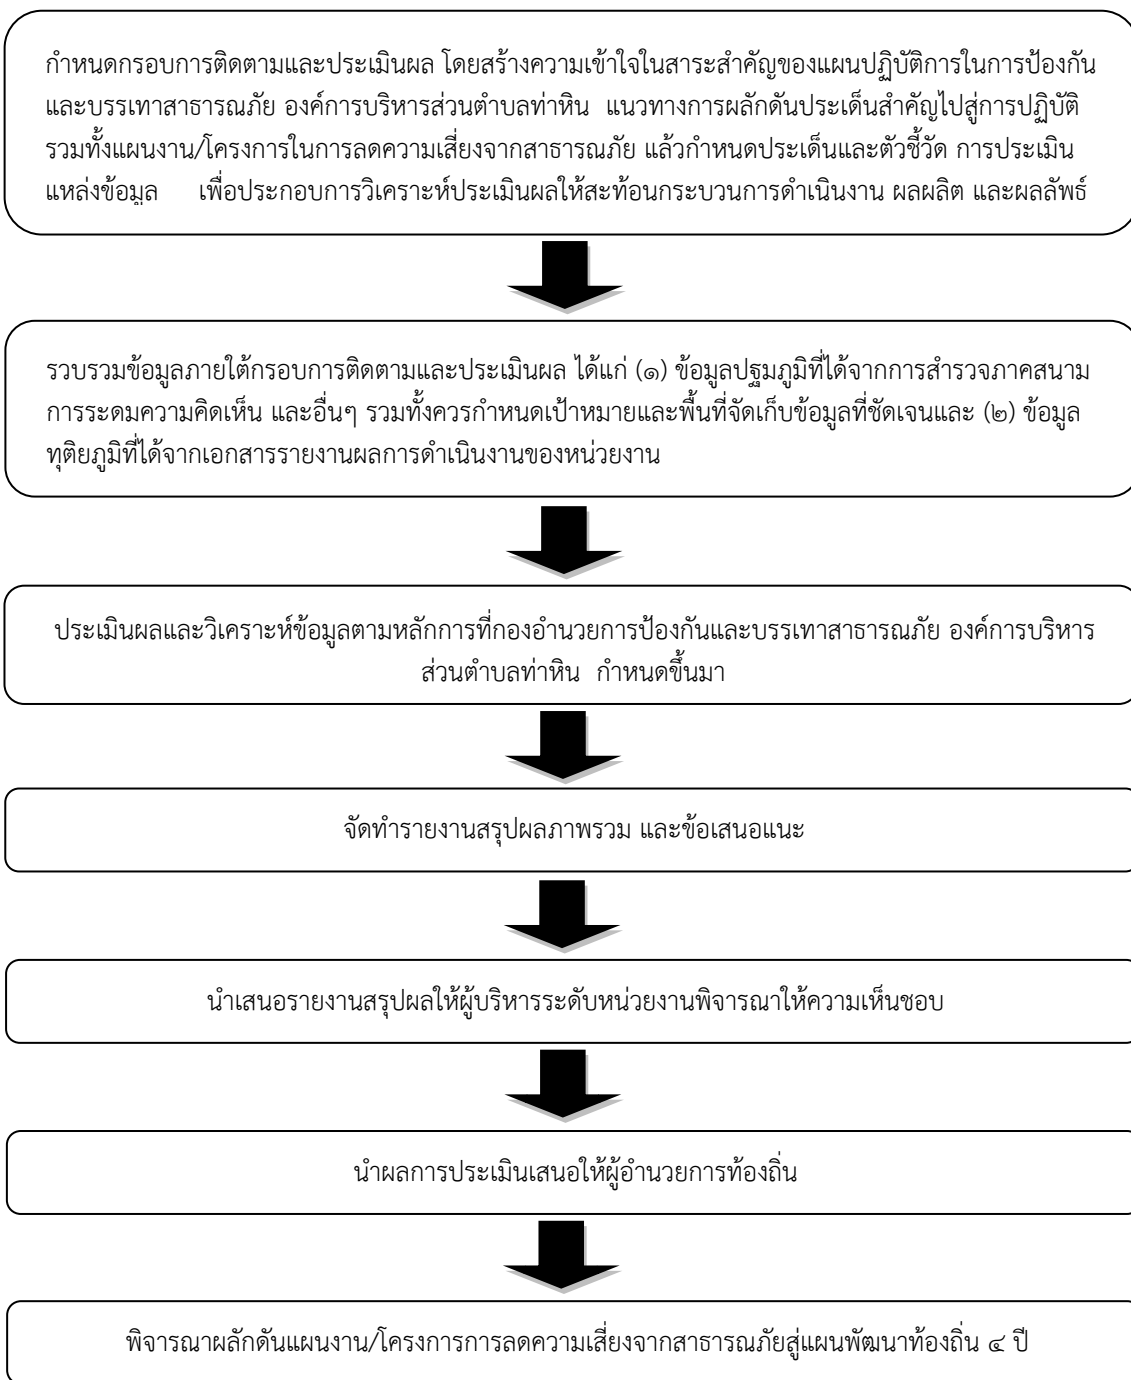 กำหนดกรอบการติดตามและประเมินผล โดยสร้างความเข้าใจในสาระสำคัญของแผนปฏิบัติการในการป้องกัน
และบรรเทาสาธารณภัย องค์การบริหารส่วนตำบลท่าหิน แนวทางการผลักดันประเด็นสำคัญไปสู่การปฏิบัติ
รวมทั้งแผนงาน/โครงการในการลดความเสี่ยงจากสาธารณภัย แล้วกำหนดประเด็นและตัวชี้วัด การประเมิน
แหล่งข้อมูล เพื่อประกอบการวิเคราะห์ประเมินผลให้สะท้อนกระบวนการดำเนินงาน ผลผลิต และผลลัพธ์
รวบรวมข้อมูลภายใต้กรอบการติดตามและประเมินผล ได้แก่ (๑) ข้อมูลปฐมภูมิที่ได้จากการสำรวจภาคสนาม
การระดมความคิดเห็น และอื่นๆ รวมทั้งควรกำหนดเป้าหมายและพื้นที่จัดเก็บข้อมูลที่ชัดเจนและ (๒) ข้อมูล
ทุติยภูมิที่ได้จากเอกสารรายงานผลการดำเนินงานของหน่วยงาน
ประเมินผลและวิเคราะห์ข้อมูลตามหลักการที่กองอำนวยการป้องกันและบรรเทาสาธารณภัย องค์การบริหาร
ส่วนตำบลท่าหิน กำหนดขึ้นมา
จัดทำรายงานสรุปผลภาพรวม และข้อเสนอแนะ
นำเสนอรายงานสรุปผลให้ผู้บริหารระดับหน่วยงานพิจารณาให้ความเห็นชอบ
นำผลการประเมินเสนอให้ผู้อำนวยการท้องถิ่น
พิจารณาผลักดันแผนงาน/โครงการการลดความเสี่ยงจากสาธารณภัยสู่แผนพัฒนาท้องถิ่น ๔ ปี